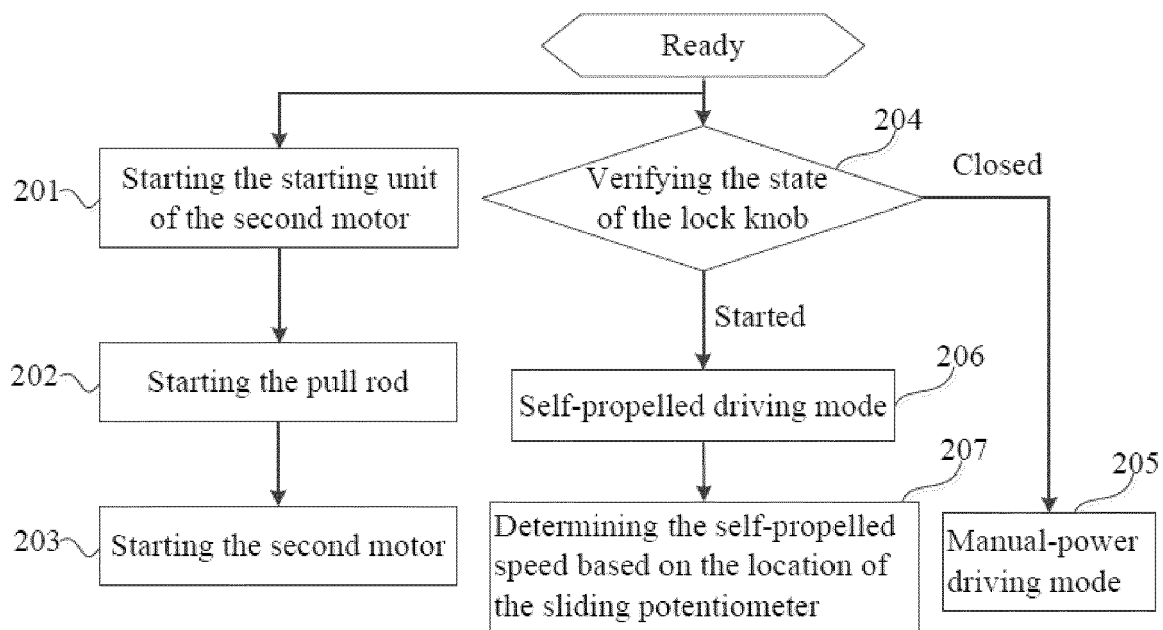 Ready
204
Closed
201
Starting the starting unit
of the second motor
Verifying the state
of the lock knob
Started
202
Starting the pull rod
206
Self-propelled driving mode
207
205
203
Starting the second motor
Determining the self-propelled
speed based on the location of
the sliding potentiometer
Manual-power
driving mode